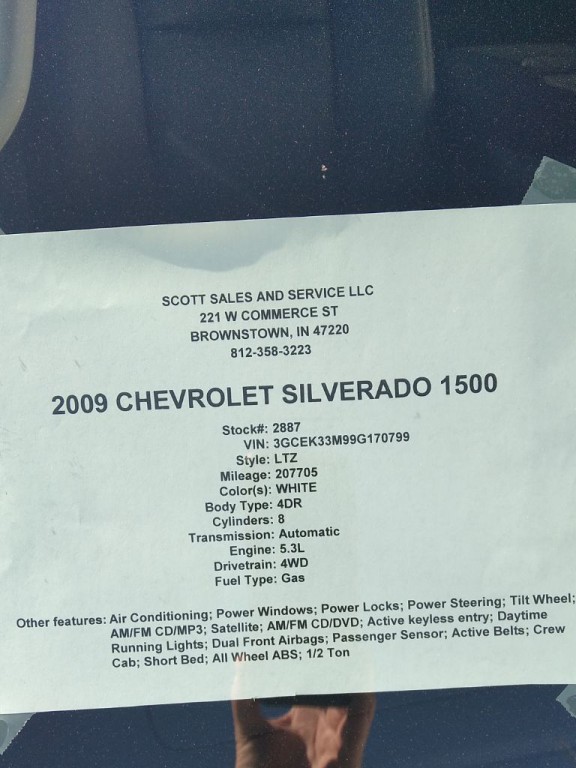 SCOTT SALES AND SERVICE LLC
221 W COMMERCE ST
BROWNSTOWN, IN 47220
812-358-3223
2009 CHEVROLET SILVERADO 1500
Stock#: 2887
VIN: 3GCEK33M99G170799
Style: LTZ
Mileage: 207705
Color(s): WHITE
Body Type: 4DR
Cylinders: 8
Transmission: Automatic
Engine: 5.3L
Drivetrain: 4WD
Fuel Type: Gas
Other features: Air Conditioning; Power Windows; Power Locks; Power Steering; Tilt Wheel;
AM/FM CD/MP3; Satellite; AM/FM CD/DVD; Active keyless entry; Daytime
Running Lights; Dual Front Airbags; Passenger Sensor; Active Belts; Crew
Cab; Short Bed; All Wheel ABS; 1/2 Ton